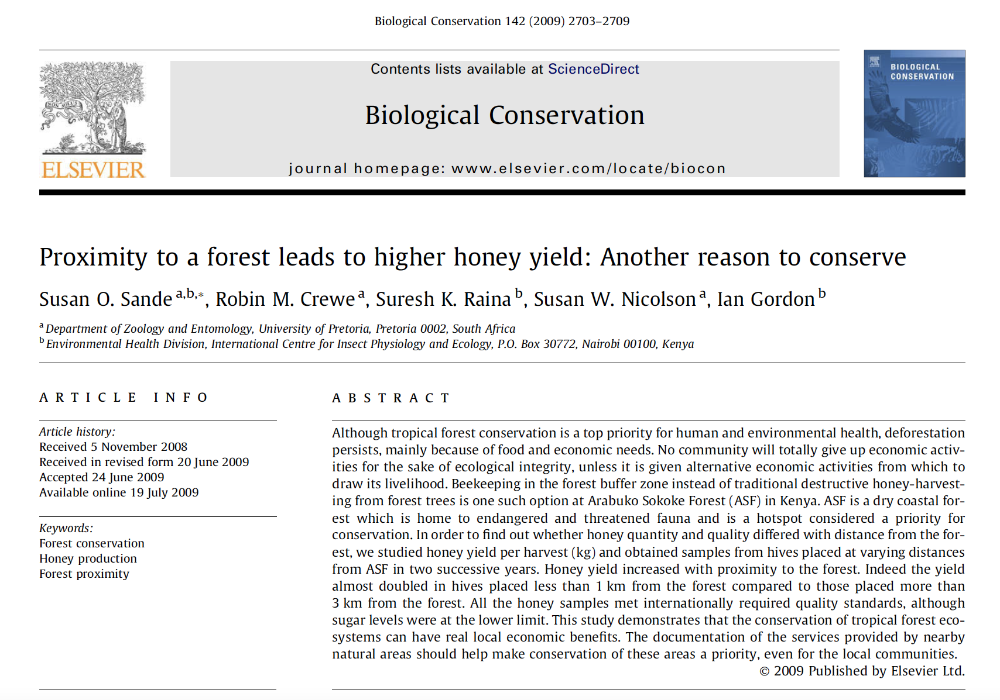 Biological Conservation 142 (2009) 2703–2709
Contents lists available at ScienceDirect
Biological Conservation
journal homepage: www.elsevier.com/locate/biocon
NON SOLUS
ELSEVIER
BIOLOGICAL
CONSERVATION
Proximity to a forest leads to higher honey yield: Another reason to conserve
Susan O. Sande a,b,*, Robin M. Crewe a, Suresh K. Raina b, Susan W. Nicolson a, Ian Gordon b
a Department of Zoology and Entomology, University of Pretoria, Pretoria 0002, South Africa
b Environmental Health Division, International Centre for Insect Physiology and Ecology, P.O. Box 30772, Nairobi 00100, Kenya
ARTICLE INFO
Article history:
Received 5 November 2008
Received in revised form 20 June 2009
Accepted 24 June 2009
Available online 19 July 2009
Keywords:
Forest conservation
Honey production
Forest proximity
ABSTRACT
Although tropical forest conservation is a top priority for human and environmental health, deforestation
persists, mainly because of food and economic needs. No community will totally give up economic activ-
ities for the sake of ecological integrity, unless it is given alternative economic activities from which to
draw its livelihood. Beekeeping in the forest buffer zone instead of traditional destructive honey-harvest-
ing from forest trees is one such option at Arabuko Sokoke Forest (ASF) in Kenya. ASF is a dry coastal for-
est which is home to endangered and threatened fauna and is a hotspot considered a priority for
conservation. In order to find out whether honey quantity and quality differed with distance from the for-
est, we studied honey yield per harvest (kg) and obtained samples from hives placed at varying distances
from ASF in two successive years. Honey yield increased with proximity to the forest. Indeed the yield
almost doubled in hives placed less than 1 km from the forest compared to those placed more than
3 km from the forest. All the honey samples met internationally required quality standards, although
sugar levels were at the lower limit. This study demonstrates that the conservation of tropical forest eco-
systems can have real local economic benefits. The documentation of the services provided by nearby
natural areas should help make conservation of these areas a priority, even for the local communities.
© 2009 Published by Elsevier Ltd.